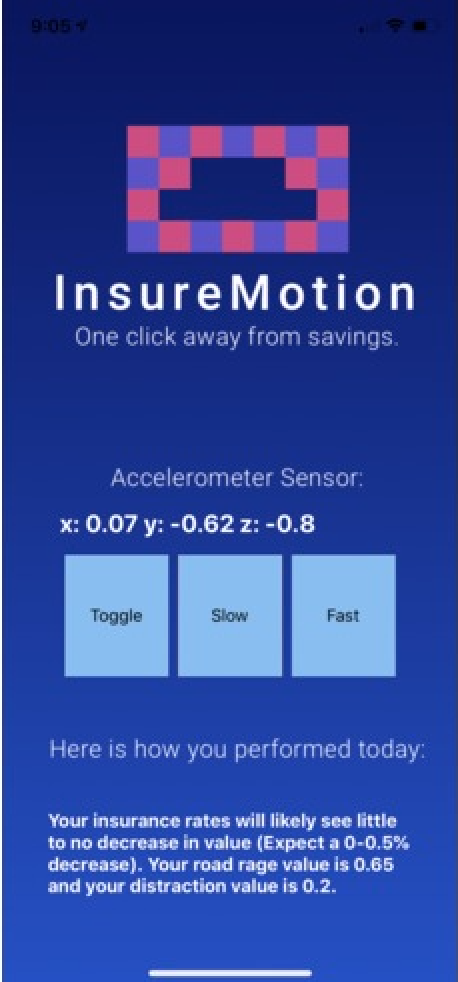 9:05
InsureMotion
One click away from savings.
Accelerometer Sensor:
x: 0.07 y: -0.62 z: -0.8
Toggle Slow Fast
Here is how you performed today:
Your insurance rates will likely see little
to no decrease in value (Expect a 0-0.5%
decrease). Your road rage value is 0.65
and your distraction value is 0.2.